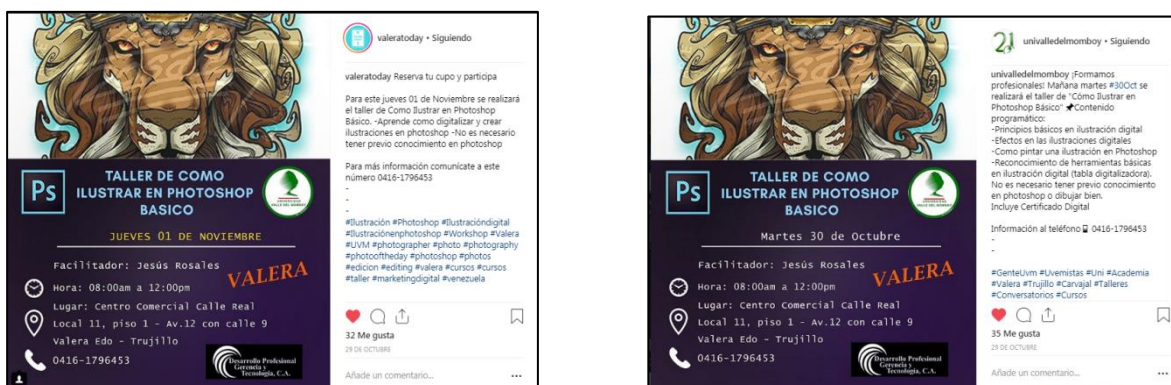 Ps
TALLER DE COMO
ILUSTRAR EN PHOTOSHOP
BASICO
UNIVERSIDAD
VALLE DEL MOMBOY
JUEVES 01 DE NOVIEMBRE
Facilitador: Jesús Rosales
VALERA
Hora: 08:00am a 12:00pm
Lugar: Centro Comercial Calle Real
Local 11, piso 1 - Av.12 con calle 9
Valera Edo - Trujillo
0416-1796453
Desarrollo Profesional
Gerencia y
Tecnología, C.A.
valeratoday • Siguiendo
valeratoday Reserva tu cupo y participa
Para este jueves 01 de Noviembre se realizará
el taller de Como Ilustrar en Photoshop
Básico. -Aprende como digitalizar y crear
ilustraciones en photoshop -No es necesario
tener previo conocimiento en photoshop
Para más información comunícate a este
número 0416-1796453
-
-
-
#Ilustración #Photoshop #Ilustracióndigital
#Ilustraciónenphotoshop #Workshop #Valera
#UVM #photographer #photo #photography
#photooftheday #photoshop #photos
#edicion #editing #valera #cursos #cursos
#taller #marketingdigital #venezuela
32 Me gusta
29 DE OCTUBRE
Añade un comentario...
Ps
TALLER DE COMO
ILUSTRAR EN PHOTOSHOP
BASICO
UNIVERSIDAD
VALLE DEL MOMBOY
Martes 30 de Octubre
Facilitador: Jesús Rosales
VALERA
Hora: 08:00am a 12:00pm
Lugar: Centro Comercial Calle Real
Local 11, piso 1 - Av.12 con calle 9
Valera Edo - Trujillo
0416-1796453
Desarrollo Profesional
Gerencia y
Tecnología, C.A.
univalledelmomboy • Siguiendo
univalledelmomboy ¡Formamos
profesionales! Mañana martes #30Oct se
realizará el taller de "Cómo Ilustrar en
Photoshop Básico" 📌Contenido
programático:
-Principios básicos en ilustración digital
-Efectos en las ilustraciones digitales
-Como pintar una ilustración en Photoshop
-Reconocimiento de herramientas básicas
en ilustración digital (tabla digitalizadora).
No es necesario tener previo conocimiento
en photoshop o dibujar bien.
Incluye Certificado Digital
Información al teléfono 📱 0416-1796453
-
-
#GenteUvm #Uvemistas #Uni #Academia
#Valera #Trujillo #Carvajal #Talleres
#Conversatorios #Cursos
35 Me gusta
29 DE OCTUBRE
Añade un comentario...